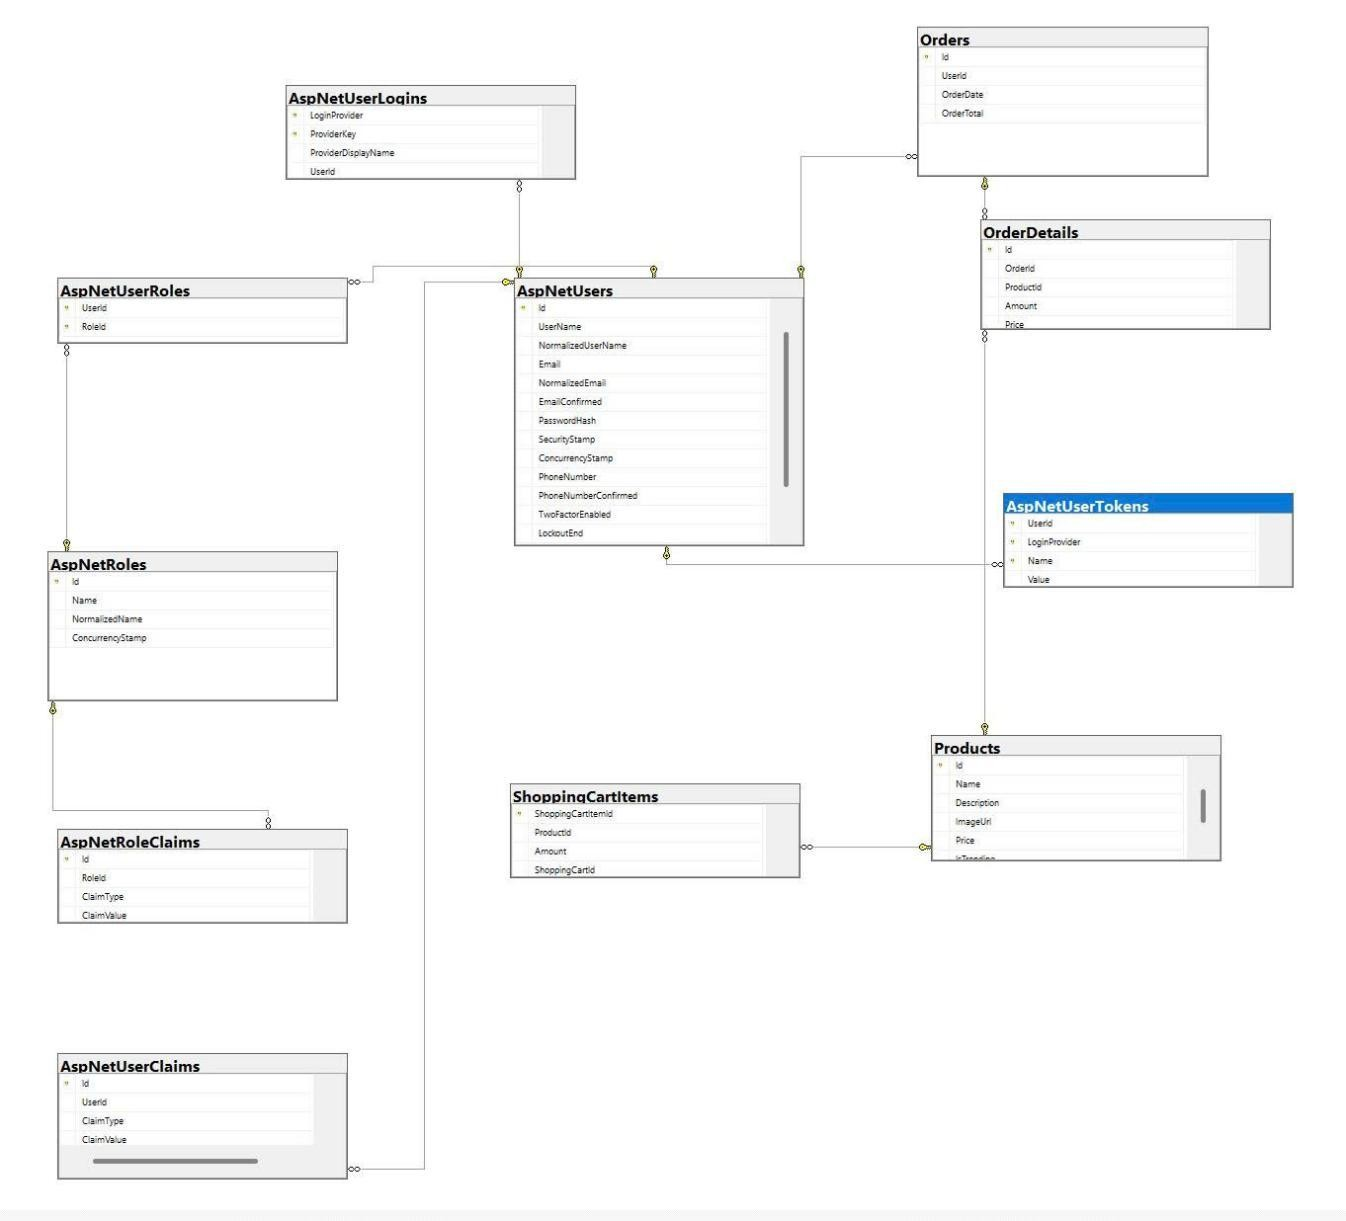 Orders
Id
UserId
OrderDate
OrderTotal
AspNetUserLogins
LoginProvider
ProviderKey
ProviderDisplayName
UserId
OrderDetails
Id
OrderId
ProductId
Amount
Price
AspNetUserRoles
UserId
RoleId
AspNetUsers
Id
UserName
NormalizedUserName
Email
NormalizedEmail
EmailConfirmed
PasswordHash
SecurityStamp
ConcurrencyStamp
PhoneNumber
PhoneNumberConfirmed
TwoFactorEnabled
LockoutEnd
AspNetUserTokens
UserId
LoginProvider
Name
Value
AspNetRoles
Id
Name
NormalizedName
ConcurrencyStamp
Products
Id
Name
Description
ImageUrl
Price
IsTrending
ShoppingCartItems
ShoppingCartItemId
ProductId
Amount
ShoppingCartId
AspNetRoleClaims
Id
RoleId
ClaimType
ClaimValue
AspNetUserClaims
Id
UserId
ClaimType
ClaimValue